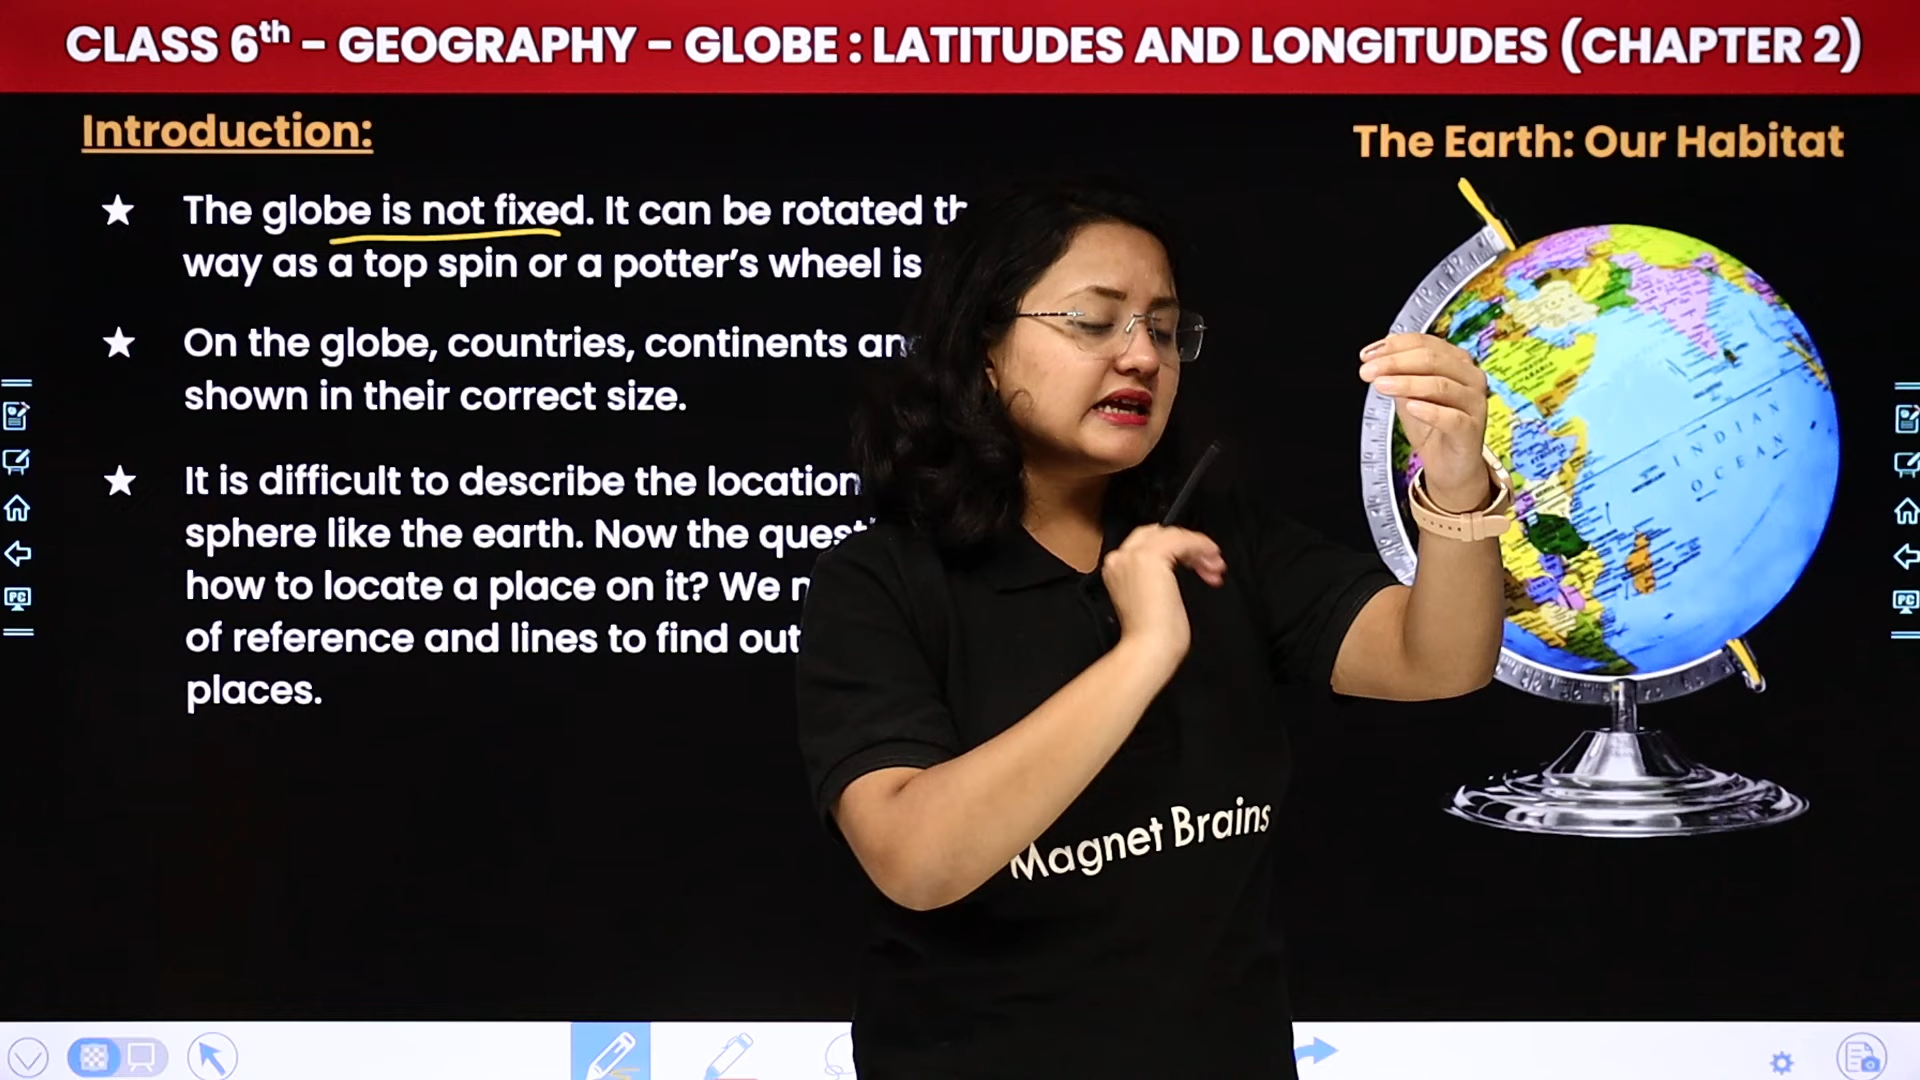 CLASS 6th - GEOGRAPHY - GLOBE : LATITUDES AND LONGITUDES (CHAPTER 2)
Introduction:
The Earth: Our Habitat
★ The globe is not fixed. It can be rotated
way as a top spin or a potter's wheel is
★ On the globe, countries, continents
shown in their correct size.
★ It is difficult to describe the location
sphere like the earth. Now the
how to locate a place on it? We
of reference and lines to find out
places.
INDIAN
OCEAN
Magnet Brains
PC
PC